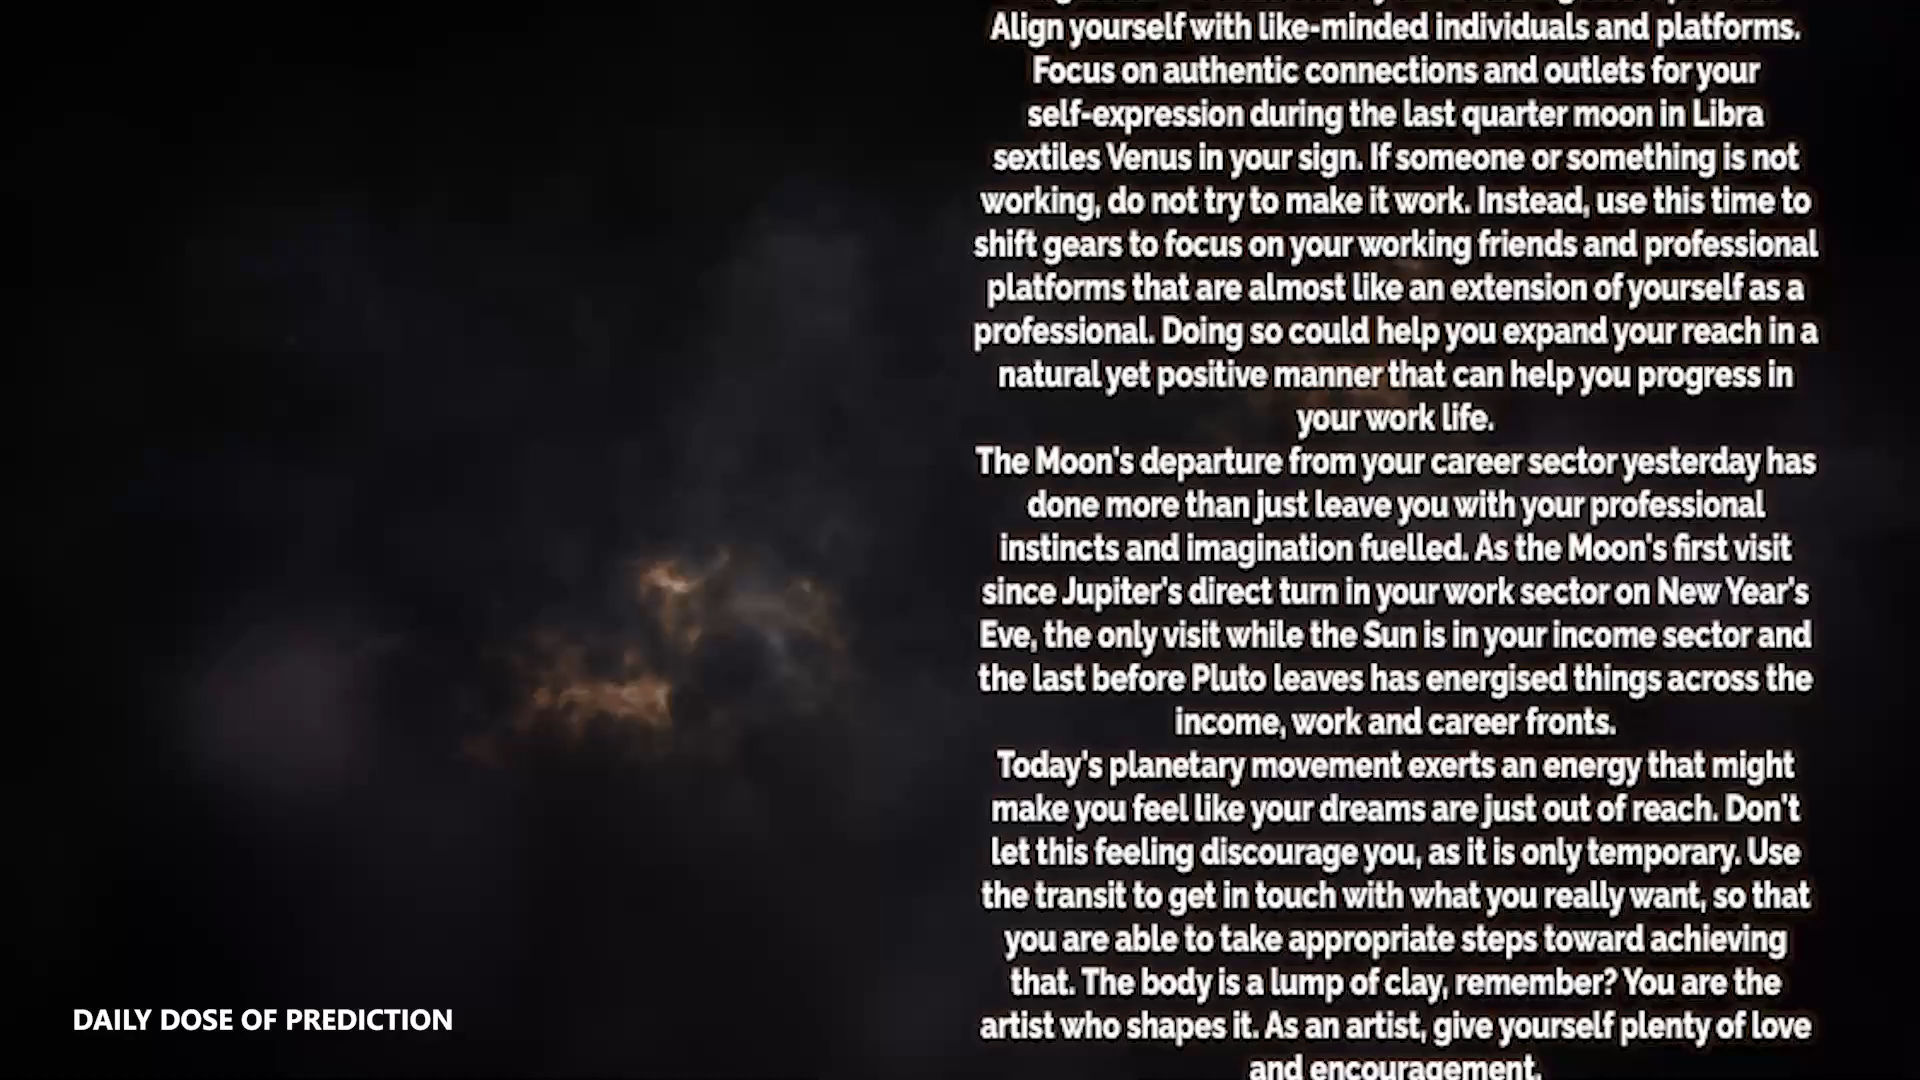 Align yourself with like-minded individuals and platforms.
Focus on authentic connections and outlets for your
self-expression during the last quarter moon in Libra
sextiles Venus in your sign. If someone or something is not
working, do not try to make it work. Instead, use this time to
shift gears to focus on your working friends and professional
platforms that are almost like an extension of yourself as a
professional. Doing so could help you expand your reach in a
natural yet positive manner that can help you progress in
your work life.
The Moon's departure from your career sector yesterday has
done more than just leave you with your professional
instincts and imagination fuelled. As the Moon's first visit
since Jupiter's direct turn in your work sector on New Year's
Eve, the only visit while the Sun is in your income sector and
the last before Pluto leaves has energised things across the
income, work and career fronts.
Today's planetary movement exerts an energy that might
make you feel like your dreams are just out of reach. Don't
let this feeling discourage you, as it is only temporary. Use
the transit to get in touch with what you really want, so that
you are able to take appropriate steps toward achieving
that. The body is a lump of clay, remember? You are the
artist who shapes it. As an artist, give yourself plenty of love
and encouragement.
DAILY DOSE OF PREDICTION